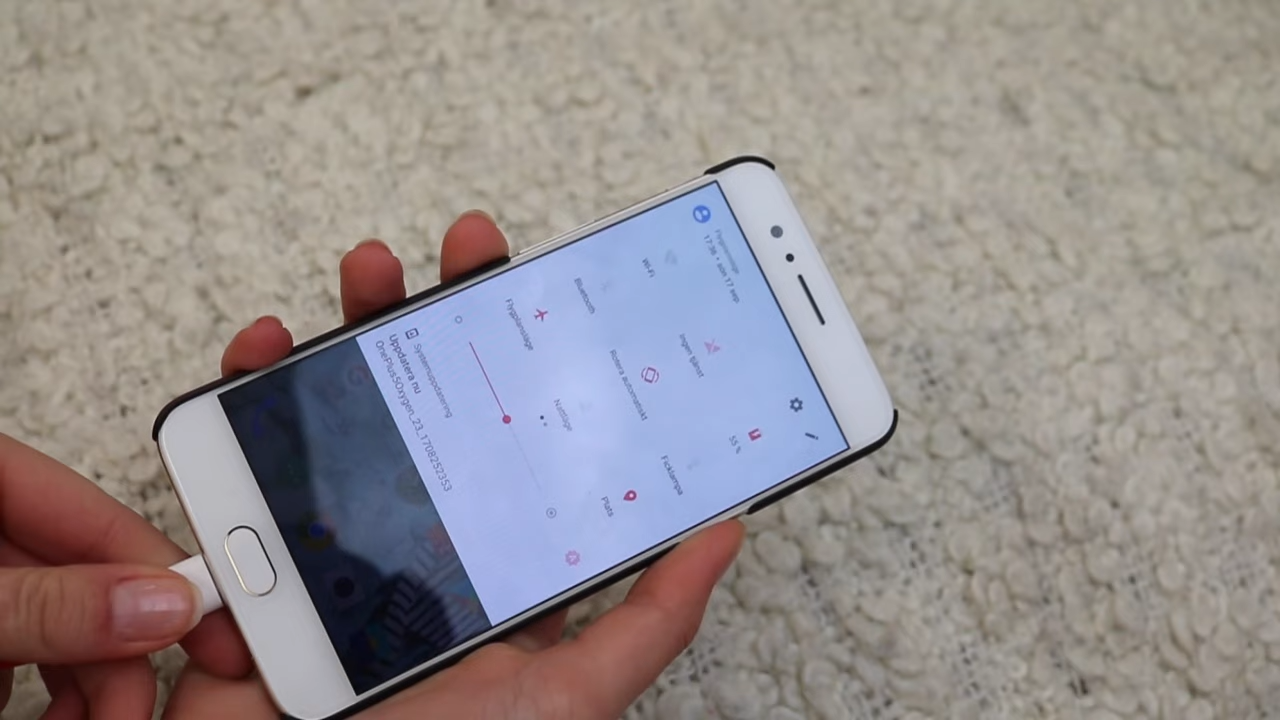 Flygplansläge
17:36 • sön 17 sep.
Wi-Fi
Ingen tjänst
55 %
Bluetooth
Rotera automatiskt
Ficklampa
Flygplansläge
Nattläge
Plats
Systemuppdatering
Uppdatera nu
OnePlus5Oxygen_23_1708252353